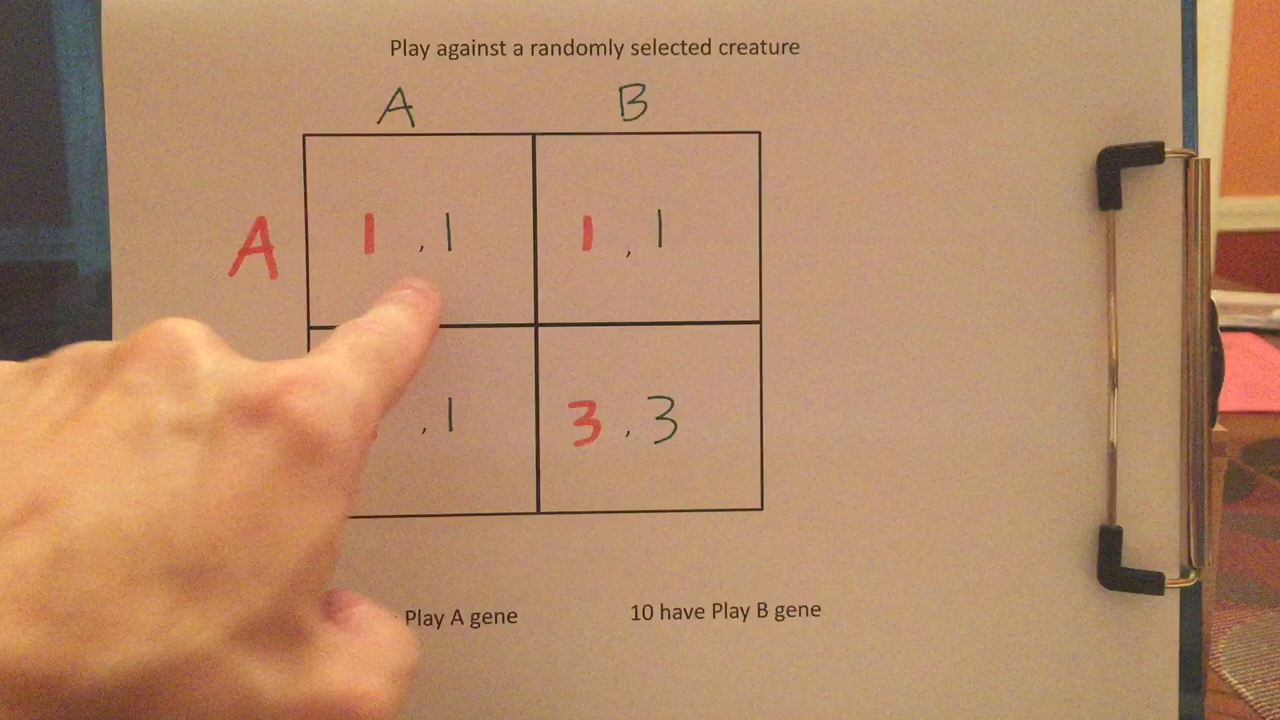 Play against a randomly selected creature
A B
A 1 , 1 1 , 1
, 1 3 , 3
Play A gene 10 have Play B gene